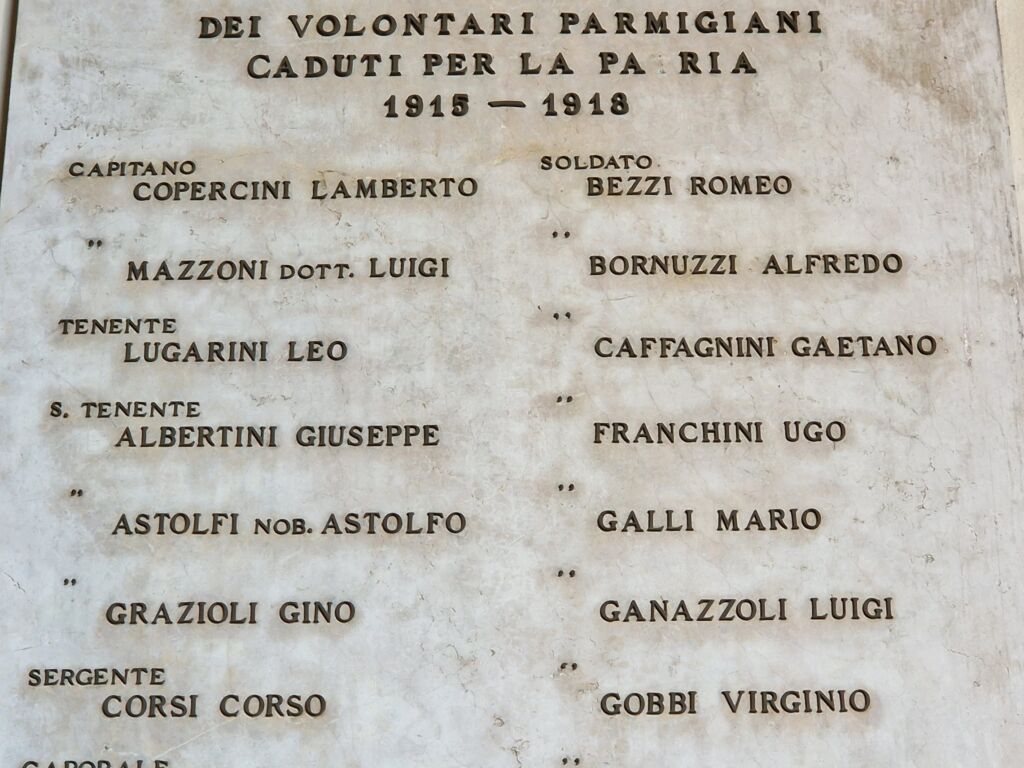 DEI VOLONTARI PARMIGIANI
CADUTI PER LA PA RIA
1915 — 1918
CAPITANO
COPERCINI LAMBERTO
"
MAZZONI DOTT. LUIGI
TENENTE
LUGARINI LEO
S. TENENTE
ALBERTINI GIUSEPPE
"
ASTOLFI NOB. ASTOLFO
"
GRAZIOLI GINO
SERGENTE
CORSI CORSO
CAPORALE
SOLDATO
BEZZI ROMEO
"
BORNUZZI ALFREDO
"
CAFFAGNINI GAETANO
"
FRANCHINI UGO
"
GALLI MARIO
"
GANAZZOLI LUIGI
"
GOBBI VIRGINIO
"